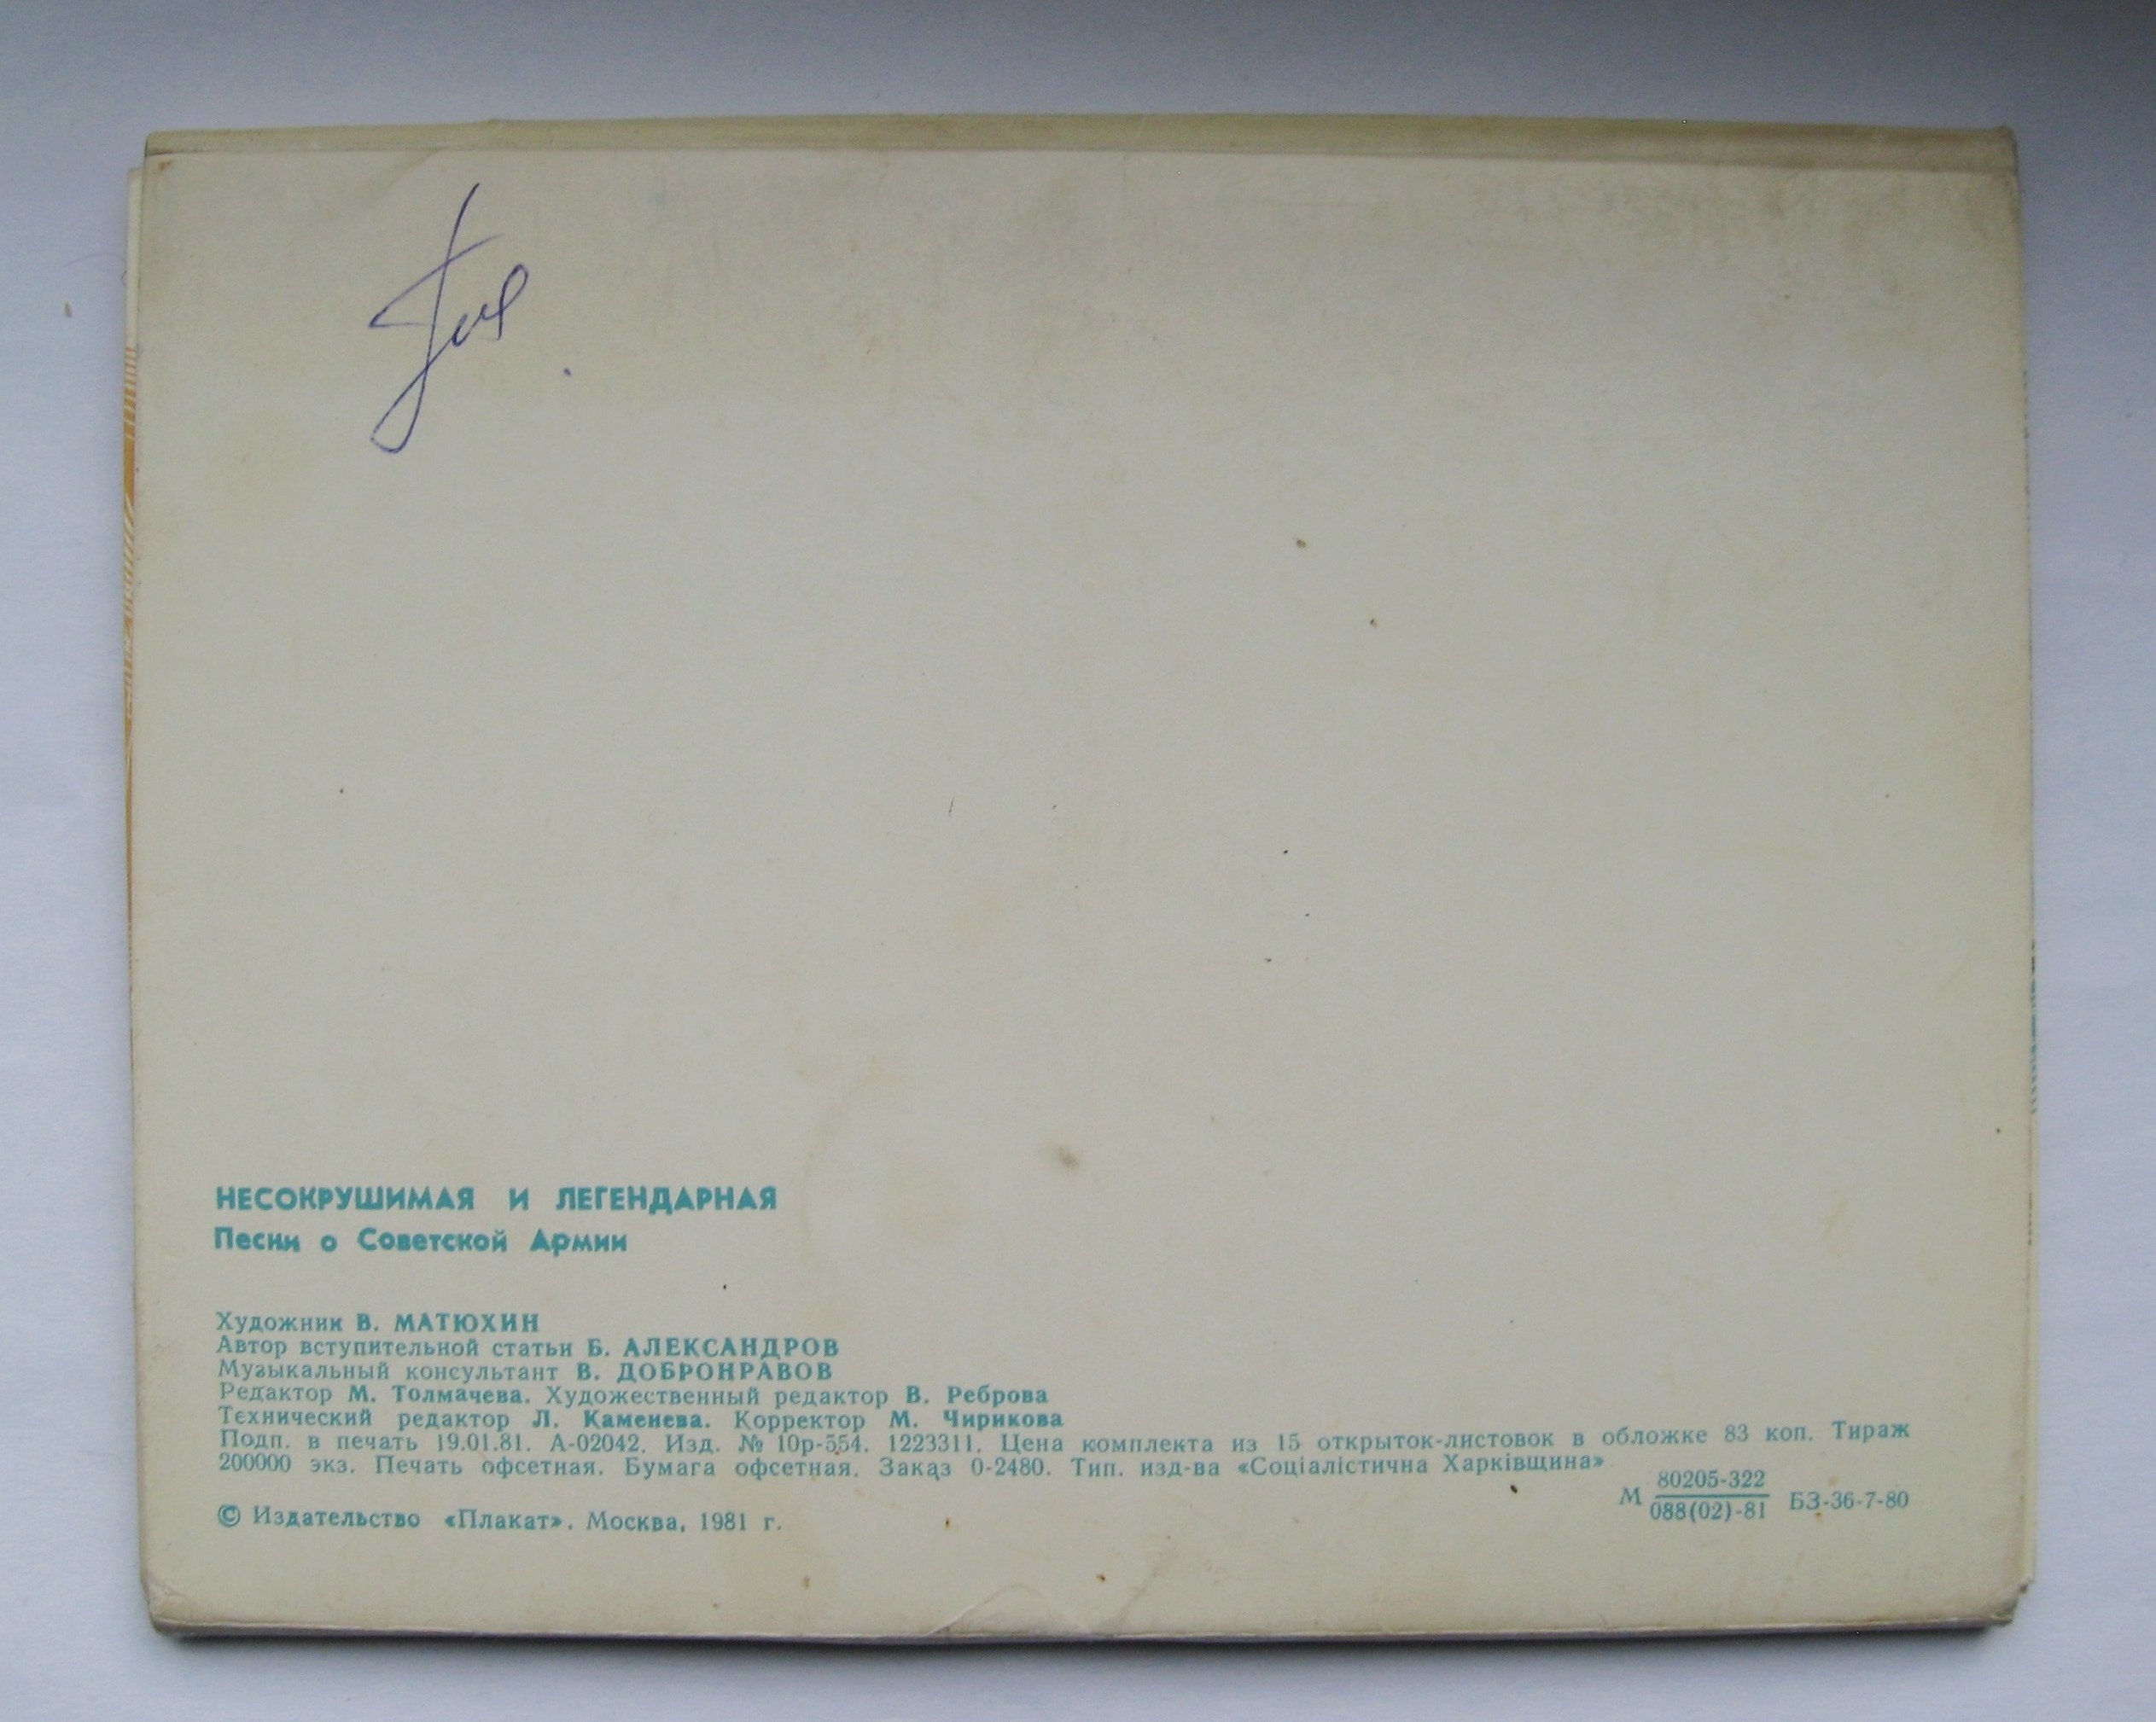 НЕСОКРУШИМАЯ И ЛЕГЕНДАРНАЯ
Песни о Советской Армии
Художник В. МАТЮХИН
Автор вступительной статьи Б. АЛЕКСАНДРОВ
Музыкальный консультант В. ДОБРОНРАВОВ
Редактор М. Толмачева. Художественный редактор В. Реброва
Технический редактор Л. Каменева. Корректор М. Чирикова
Подп. в печать 19.01.81. А-02042. Изд. № 10р-554. 1223311. Цена комплекта из 15 открыток-листовок в обложке 83 коп. Тираж
200000 экз. Печать офсетная. Бумага офсетная. Заказ 0-2480. Тип. изд-ва «Соціалістична Харківщина»
М 80205-322
088(02)-81 БЗ-36-7-80
© Издательство «Плакат». Москва, 1981 г.